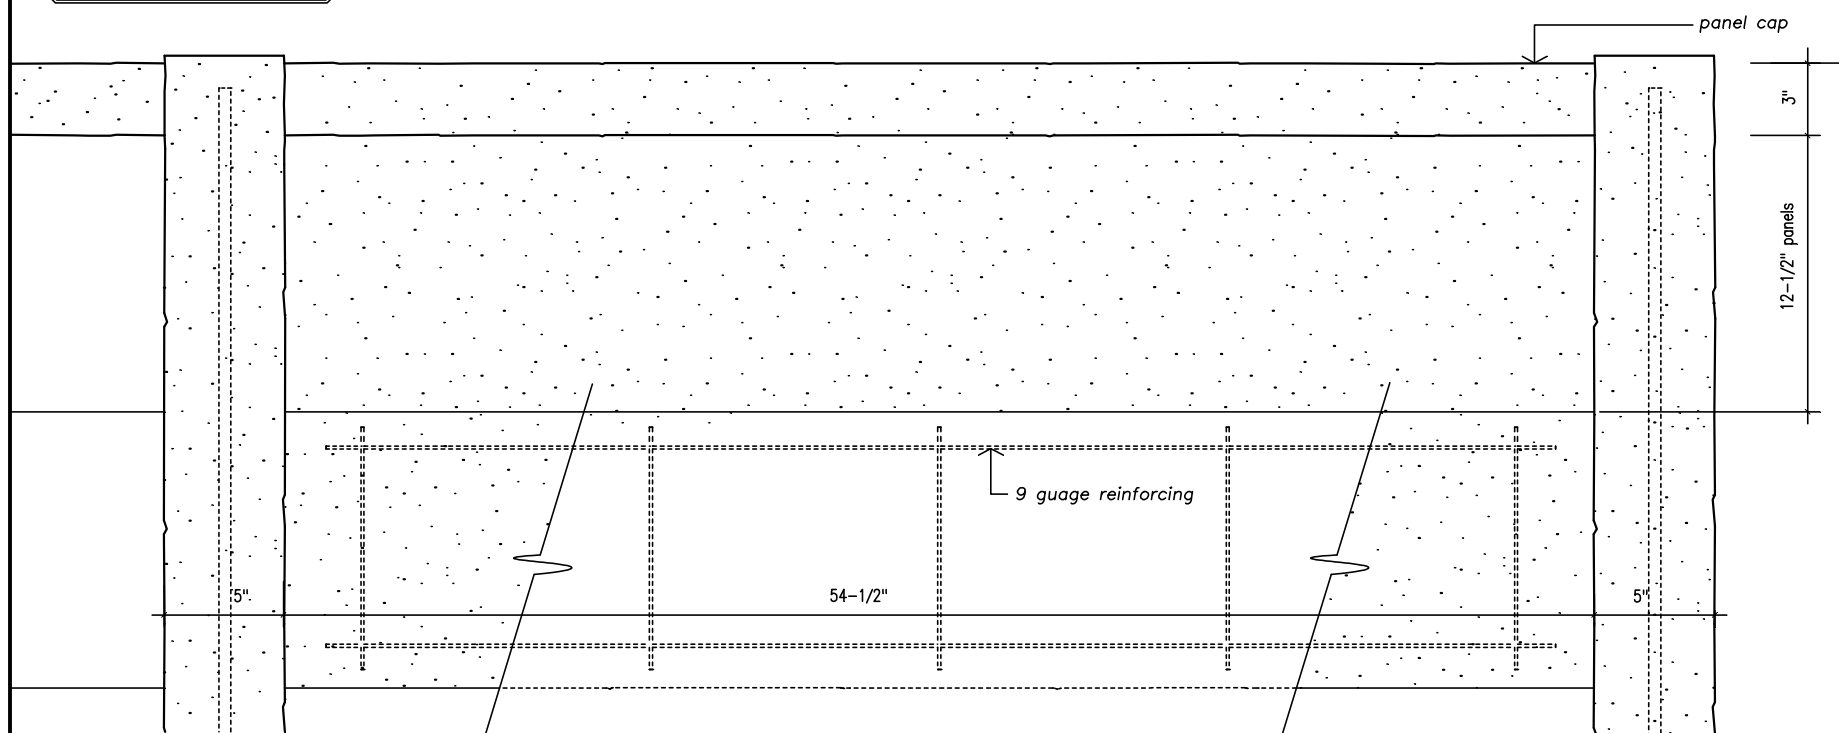 panel cap
3"
12-1/2" panels
9 guage reinforcing
5"
54-1/2"
5"